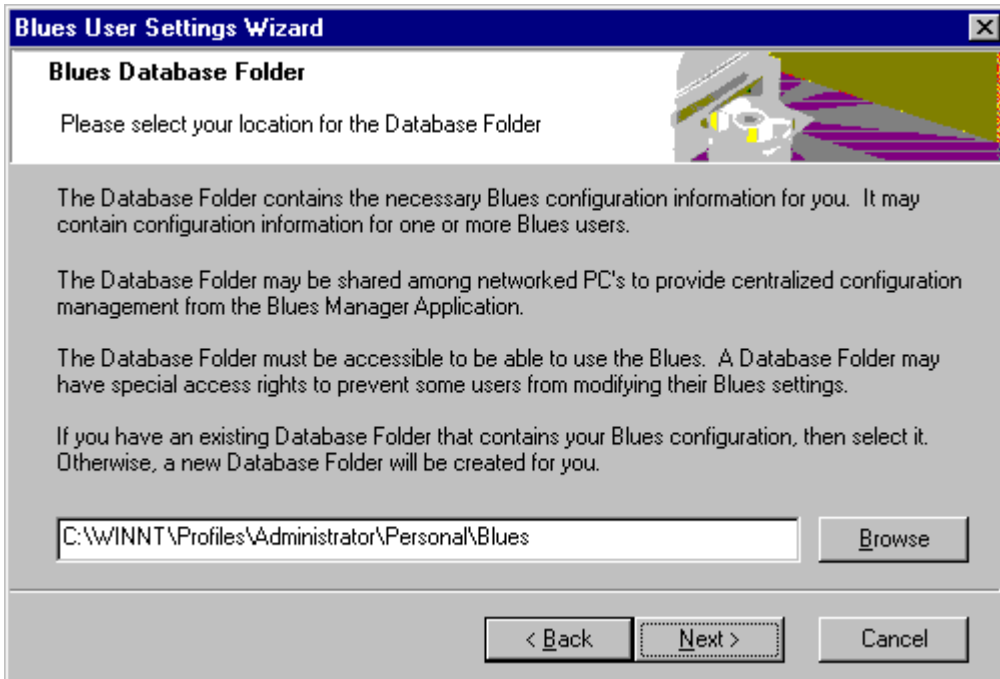 Blues User Settings Wizard
Blues Database Folder
Please select your location for the Database Folder
The Database Folder contains the necessary Blues configuration information for you.  It may
contain configuration information for one or more Blues users.
The Database Folder may be shared among networked PC's to provide centralized configuration
management from the Blues Manager Application.
The Database Folder must be accessible to be able to use the Blues.  A Database Folder may
have special access rights to prevent some users from modifying their Blues settings.
If you have an existing Database Folder that contains your Blues configuration, then select it.
Otherwise, a new Database Folder will be created for you.
C:\WINNT\Profiles\Administrator\Personal\Blues
Browse
< Back
Next >
Cancel